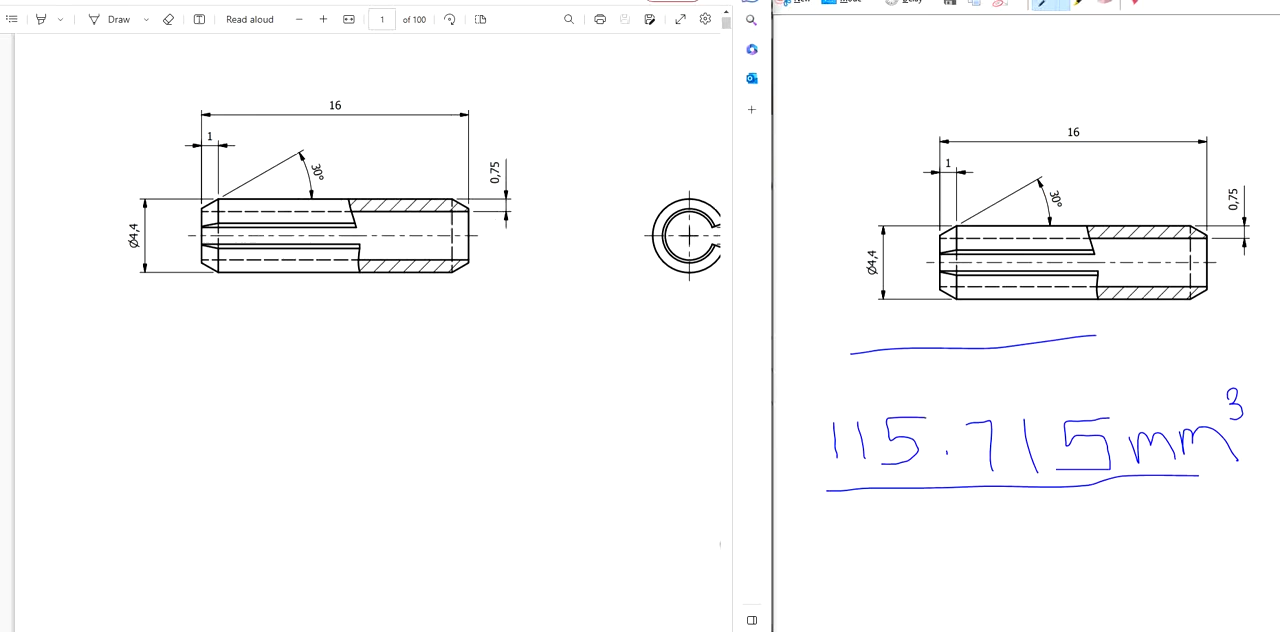 Draw
Read aloud
1
of 100
16
1
30°
0,75
Ø4,4
16
1
30°
0,75
Ø4,4
115.715mm³